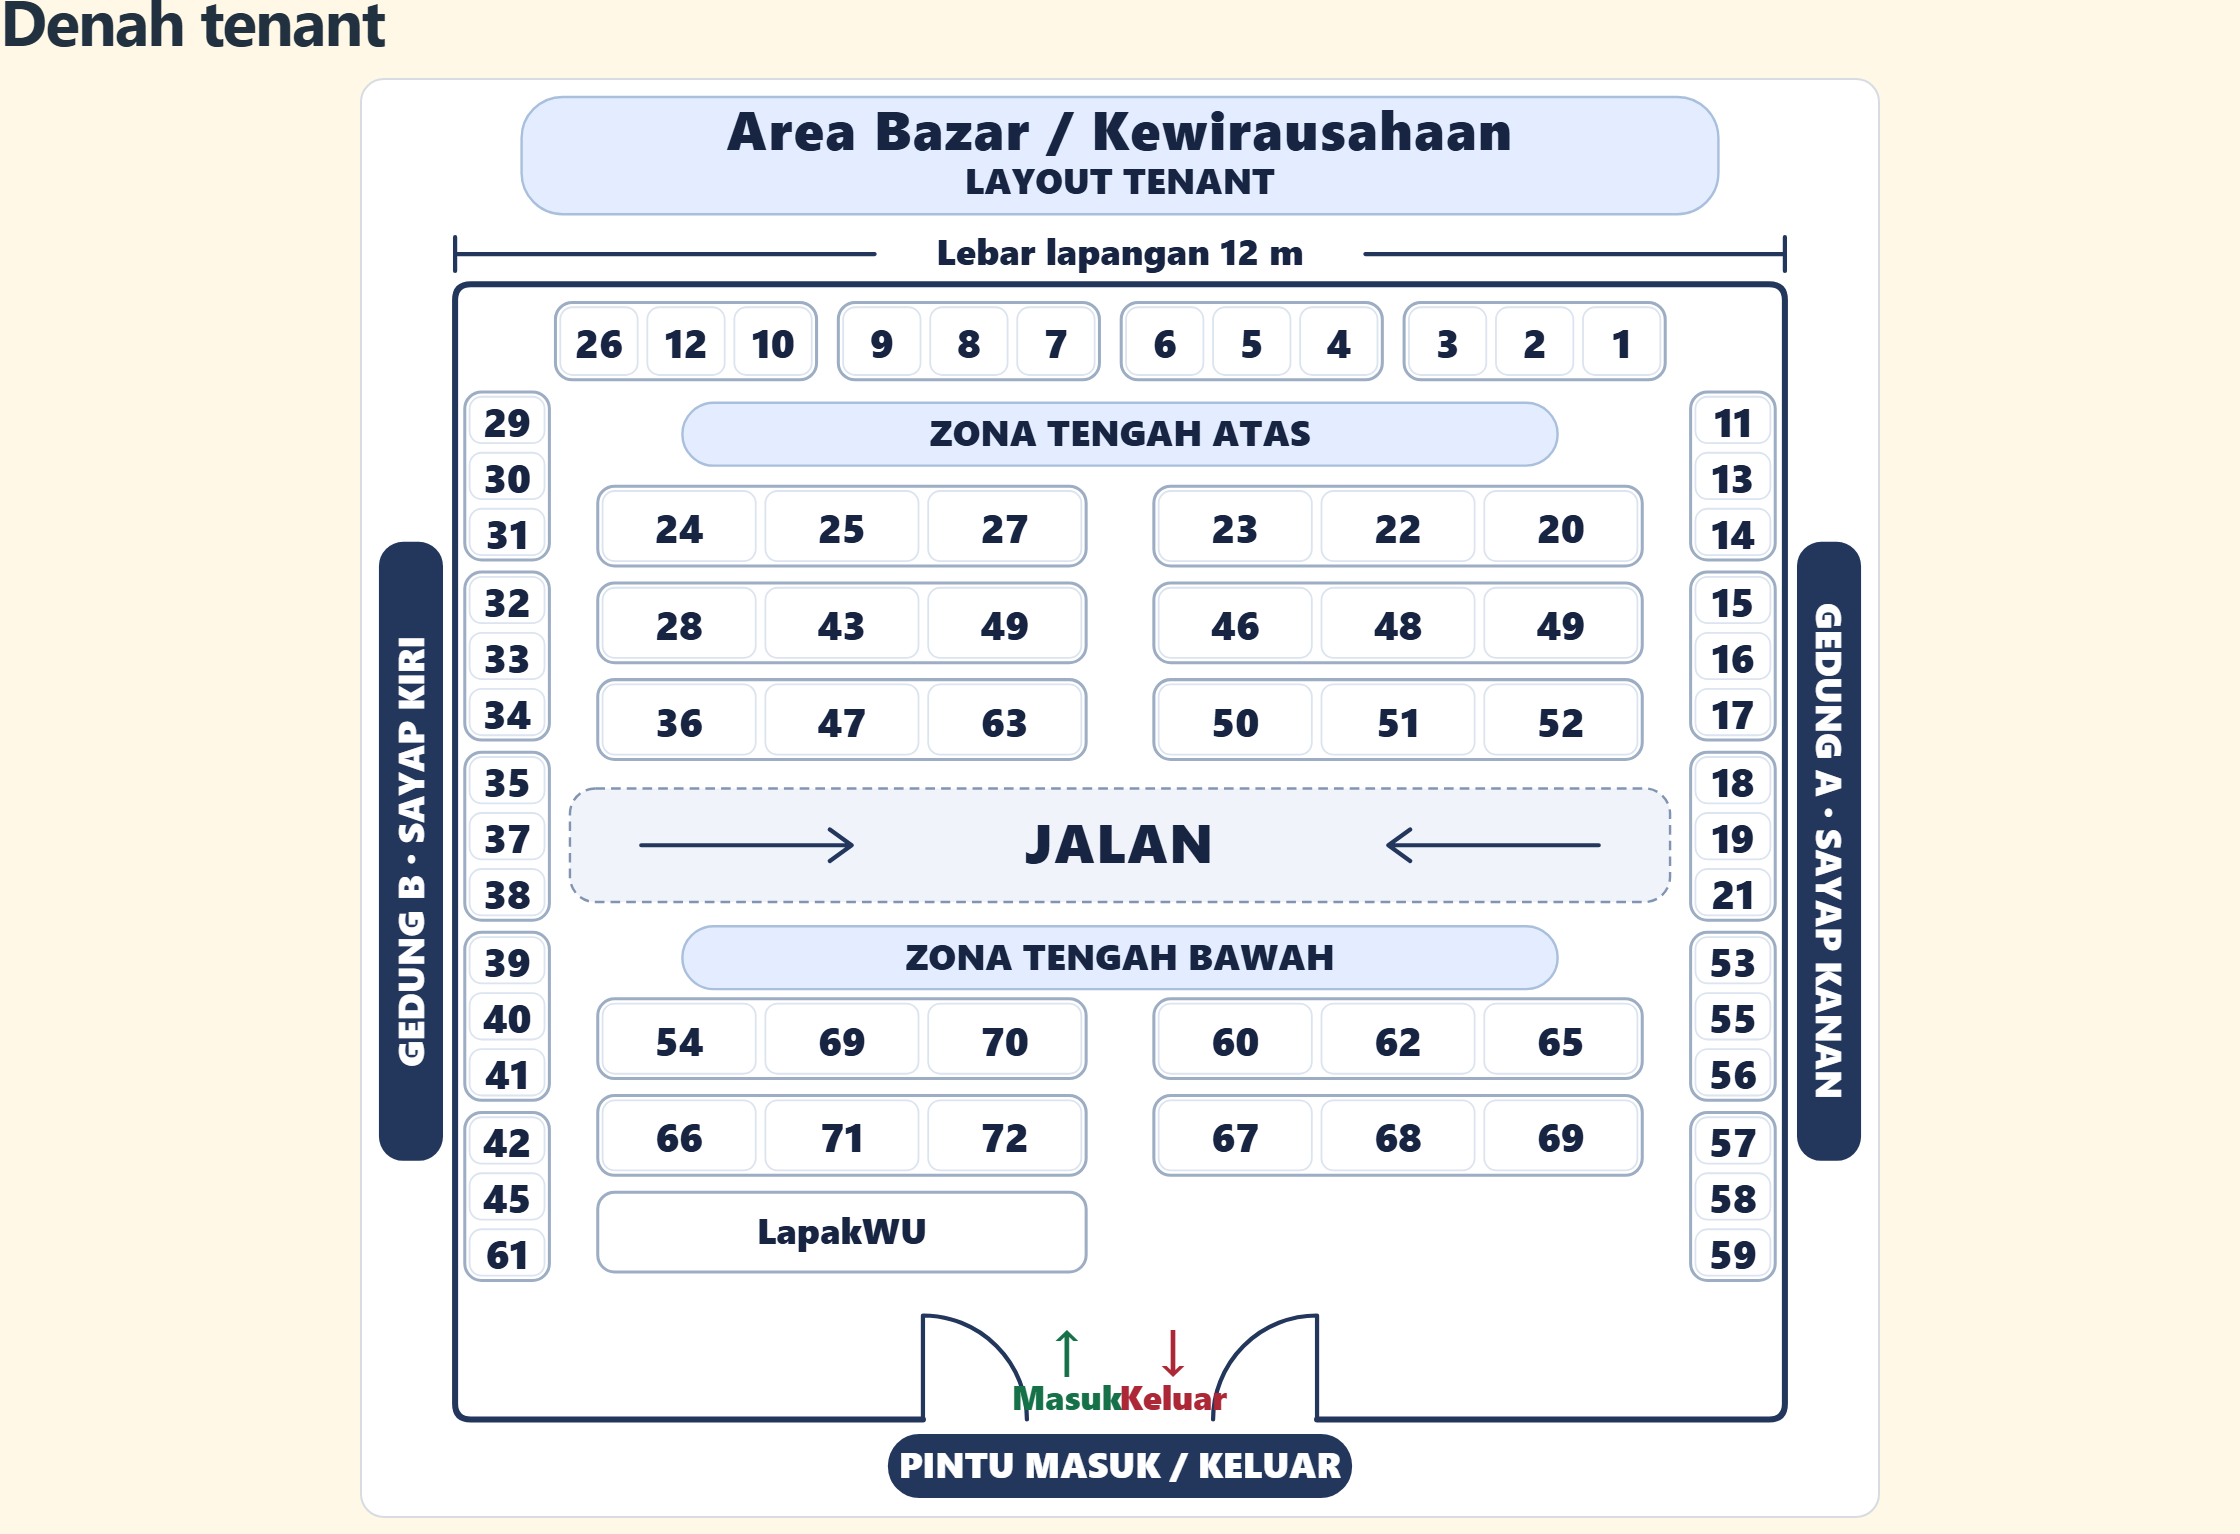 Denah tenant
Area Bazar / Kewirausahaan
LAYOUT TENANT
Lebar lapangan 12 m
26 12 10 9 8 7 6 5 4 3 2 1
GEDUNG B · SAYAP KIRI
29
30
31
32
33
34
35
37
38
39
40
41
42
45
61
ZONA TENGAH ATAS
24 25 27 23 22 20
28 43 49 46 48 49
36 47 63 50 51 52
JALAN
ZONA TENGAH BAWAH
54 69 70 60 62 65
66 71 72 67 68 69
LapakWU
11
13
14
15
16
17
18
19
21
53
55
56
57
58
59
GEDUNG A · SAYAP KANAN
Masuk Keluar
PINTU MASUK / KELUAR